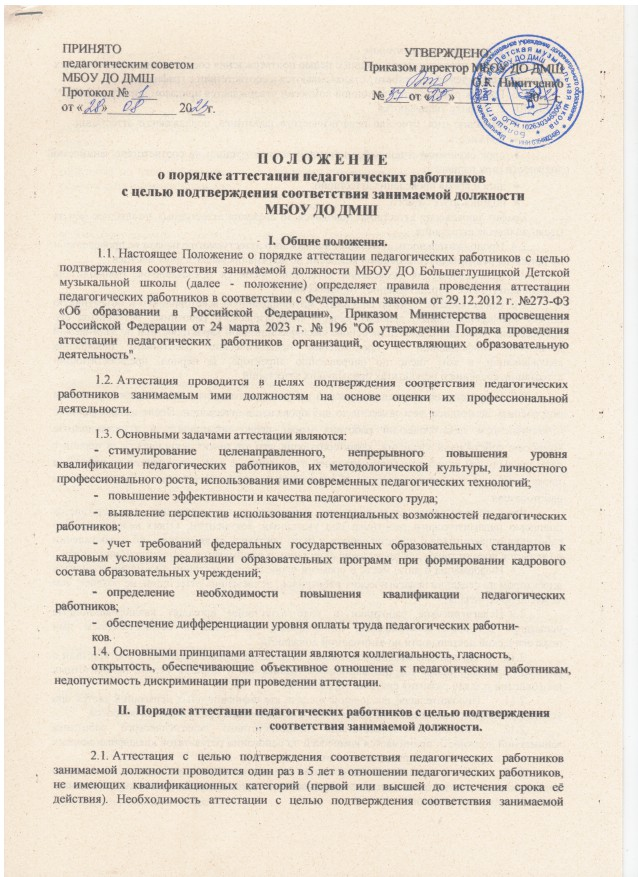 ПРИНЯТО
педагогическим советом
МБОУ ДО ДМШ
Протокол № 1
от «28» 08 20 г.
УТВЕРЖДЕНО:
Приказом директор МБОУ ДО ДМШ
О.К. Никитченко
№ 37 от «28» 20 г.
П О Л О Ж Е Н И Е
о порядке аттестации педагогических работников
с целью подтверждения соответствия занимаемой должности
МБОУ ДО ДМШ
I. Общие положения.
1.1. Настоящее Положение о порядке аттестации педагогических работников с целью
подтверждения соответствия занимаемой должности МБОУ ДО Большеглушицкой Детской
музыкальной школы (далее - положение) определяет правила проведения аттестации
педагогических работников в соответствии с Федеральным законом от 29.12.2012 г. №273-ФЗ
«Об образовании в Российской Федерации», Приказом Министерства просвещения
Российской Федерации от 24 марта 2023 г. № 196 "Об утверждении Порядка проведения
аттестации педагогических работников организаций, осуществляющих образовательную
деятельность".
1.2. Аттестация проводится в целях подтверждения соответствия педагогических
работников занимаемым ими должностям на основе оценки их профессиональной
деятельности.
1.3. Основными задачами аттестации являются:
- стимулирование целенаправленного, непрерывного повышения уровня
квалификации педагогических работников, их методологической культуры, личностного
профессионального роста, использования ими современных педагогических технологий;
- повышение эффективности и качества педагогического труда;
- выявление перспектив использования потенциальных возможностей педагогических
работников;
- учет требований федеральных государственных образовательных стандартов к
кадровым условиям реализации образовательных программ при формировании кадрового
состава образовательных учреждений;
- определение необходимости повышения квалификации педагогических
работников;
- обеспечение дифференциации уровня оплаты труда педагогических работни-
ков.
1.4. Основными принципами аттестации являются коллегиальность, гласность,
открытость, обеспечивающие объективное отношение к педагогическим работникам,
недопустимость дискриминации при проведении аттестации.
II. Порядок аттестации педагогических работников с целью подтверждения
соответствия занимаемой должности.
2.1. Аттестация с целью подтверждения соответствия педагогических работников
занимаемой должности проводится один раз в 5 лет в отношении педагогических работников,
не имеющих квалификационных категорий (первой или высшей до истечения срока её
действия). Необходимость аттестации с целью подтверждения соответствия занимаемой